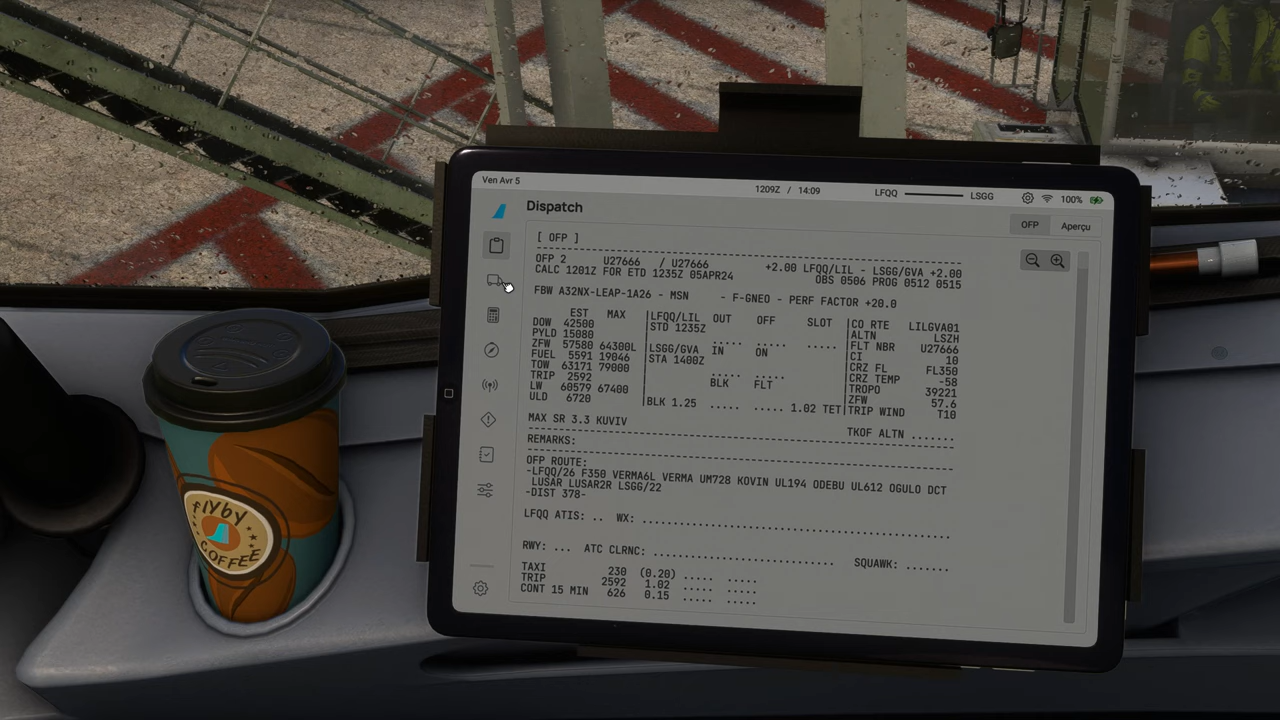 Ven Avr 5
1209Z / 14:09
LFQQ LSGG
100%
Dispatch
OFP Aperçu
[ OFP ]
OFP 2 U27666 / U27666 +2.00 LFQQ/LIL - LSGG/GVA +2.00
CALC 1201Z FOR ETD 1235Z 05APR24 OBS 0506 PROG 0512 0515
FBW A32NX-LEAP-1A26 - MSN - F-GNEO - PERF FACTOR +20.0
EST MAX
DOW 42500
PYLD 15080
ZFW 57580 64300L
FUEL 5591 19046
TOW 63171 79000
TRIP 2592
LW 60579 67400
ULD 6720
LFQQ/LIL OUT OFF SLOT
STD 1235Z
..... ..... .....
LSGG/GVA IN ON
STA 1400Z
..... .....
BLK FLT
BLK 1.25 ..... ..... 1.02 TET
CO RTE LILGVA01
ALTN LSZH
FLT NBR U27666
CI 10
CRZ FL FL350
CRZ TEMP -58
TROPO 39221
ZFW 57.6
TRIP WIND T10
MAX SR 3.3 KUVIV TKOF ALTN .......
REMARKS:
OFP ROUTE:
-LFQQ/26 F350 VERMA6L VERMA UM728 KOVIN UL194 ODEBU UL612 OGULO DCT
LUSAR LUSAR2R LSGG/22
-DIST 378-
LFQQ ATIS: .. WX: ..............................................
RWY: ... ATC CLRNC: ........................... SQUAWK: .......
TAXI 230 (0.20) ..... .....
TRIP 2592 1.02 ..... .....
CONT 15 MIN 626 0.15 ..... .....
flyby
COFFEE